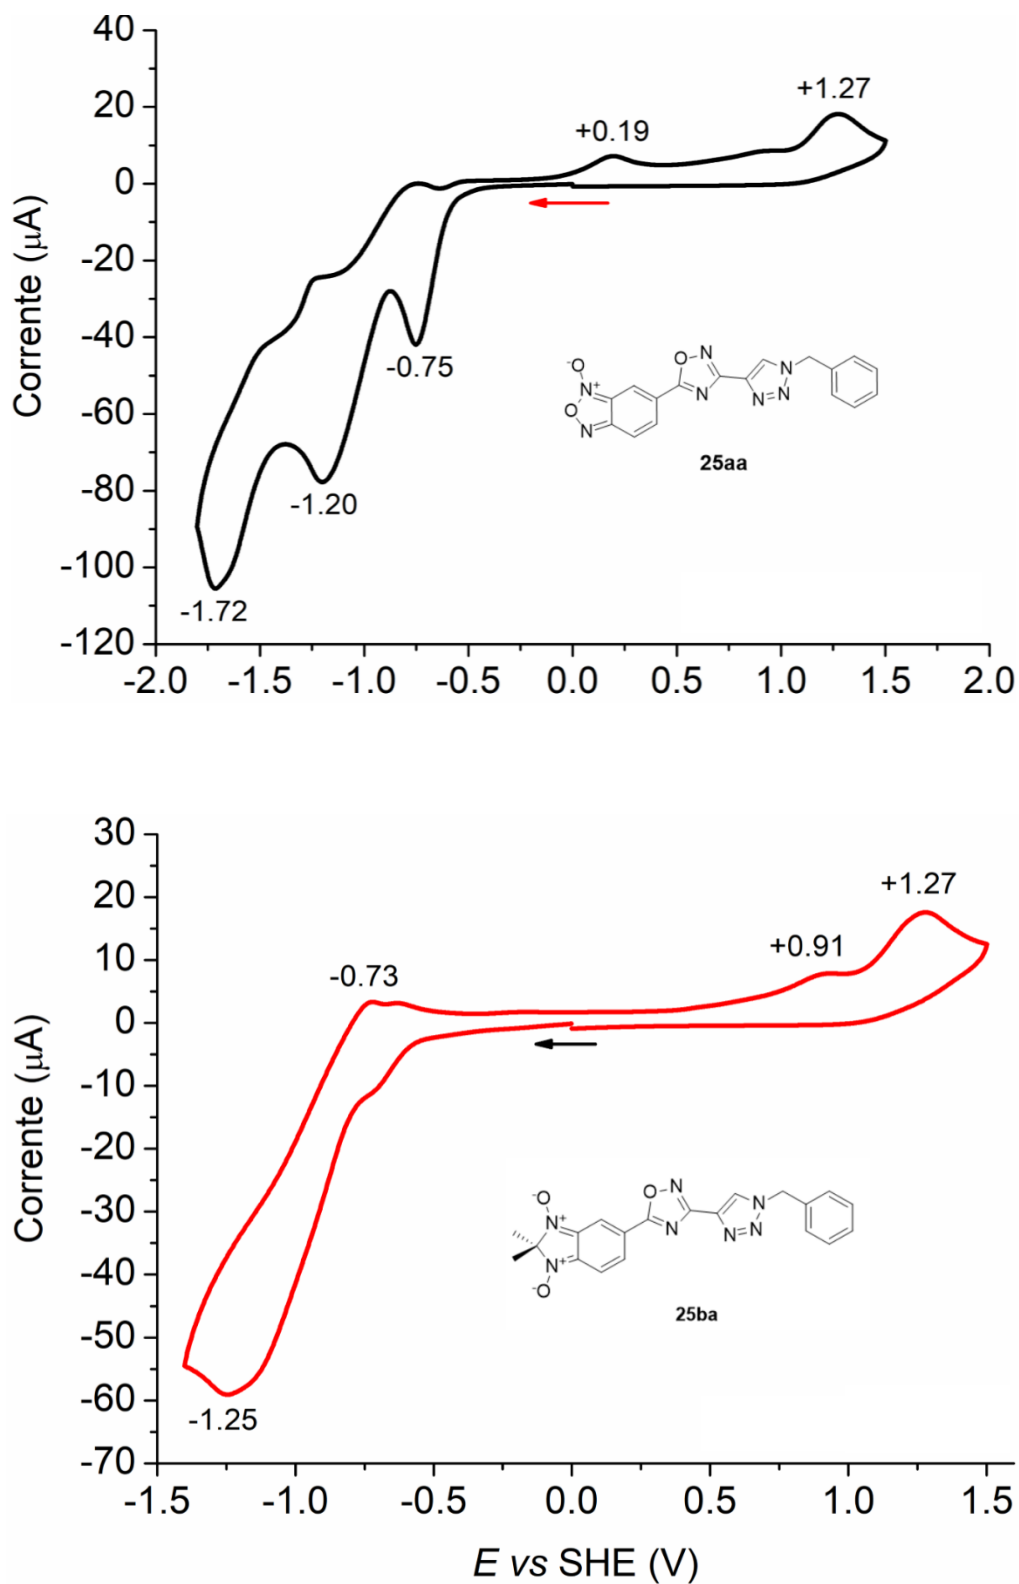 40
20
0
-20
-40
-60
-80
-100
-120
Corrente (μA)
+1.27
+0.19
-0.75
-1.20
-1.72
-O
N+
O
N
O
N
N
N
N
N
25aa
-2.0 -1.5 -1.0 -0.5 0.0 0.5 1.0 1.5 2.0
30
20
10
0
-10
-20
-30
-40
-50
-60
-70
Corrente (μA)
+1.27
+0.91
-0.73
-1.25
-O
N+
N+
-O
O
N
N
N
N
N
25ba
-1.5 -1.0 -0.5 0.0 0.5 1.0 1.5
E vs SHE (V)